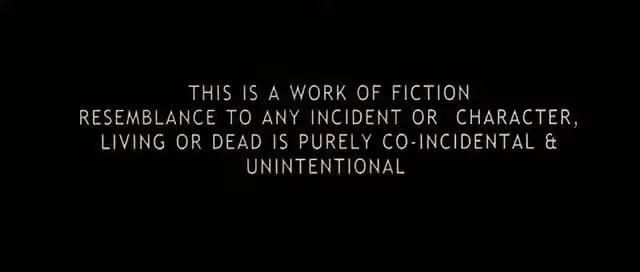 THIS IS A WORK OF FICTION
RESEMBLANCE TO ANY INCIDENT OR CHARACTER,
LIVING OR DEAD IS PURELY CO-INCIDENTAL &
UNINTENTIONAL